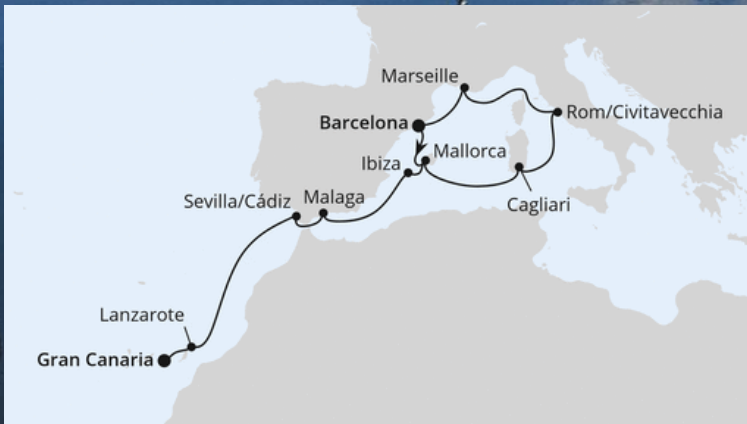 Marseille
Rom/Civitavecchia
Barcelona
Mallorca
Ibiza
Sevilla/Cádiz
Malaga
Cagliari
Lanzarote
Gran Canaria